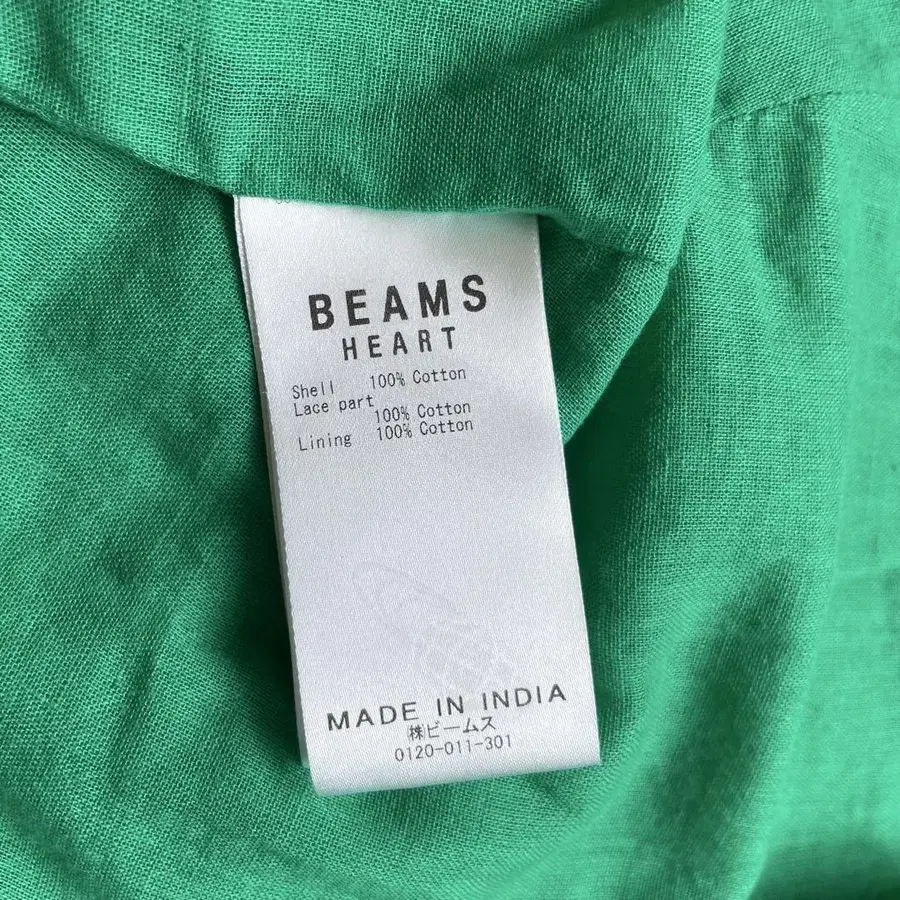 BEAMS
HEART
Shell 100% Cotton
Lace part
100% Cotton
Lining 100% Cotton
MADE IN INDIA
㈱ビームス
0120-011-301